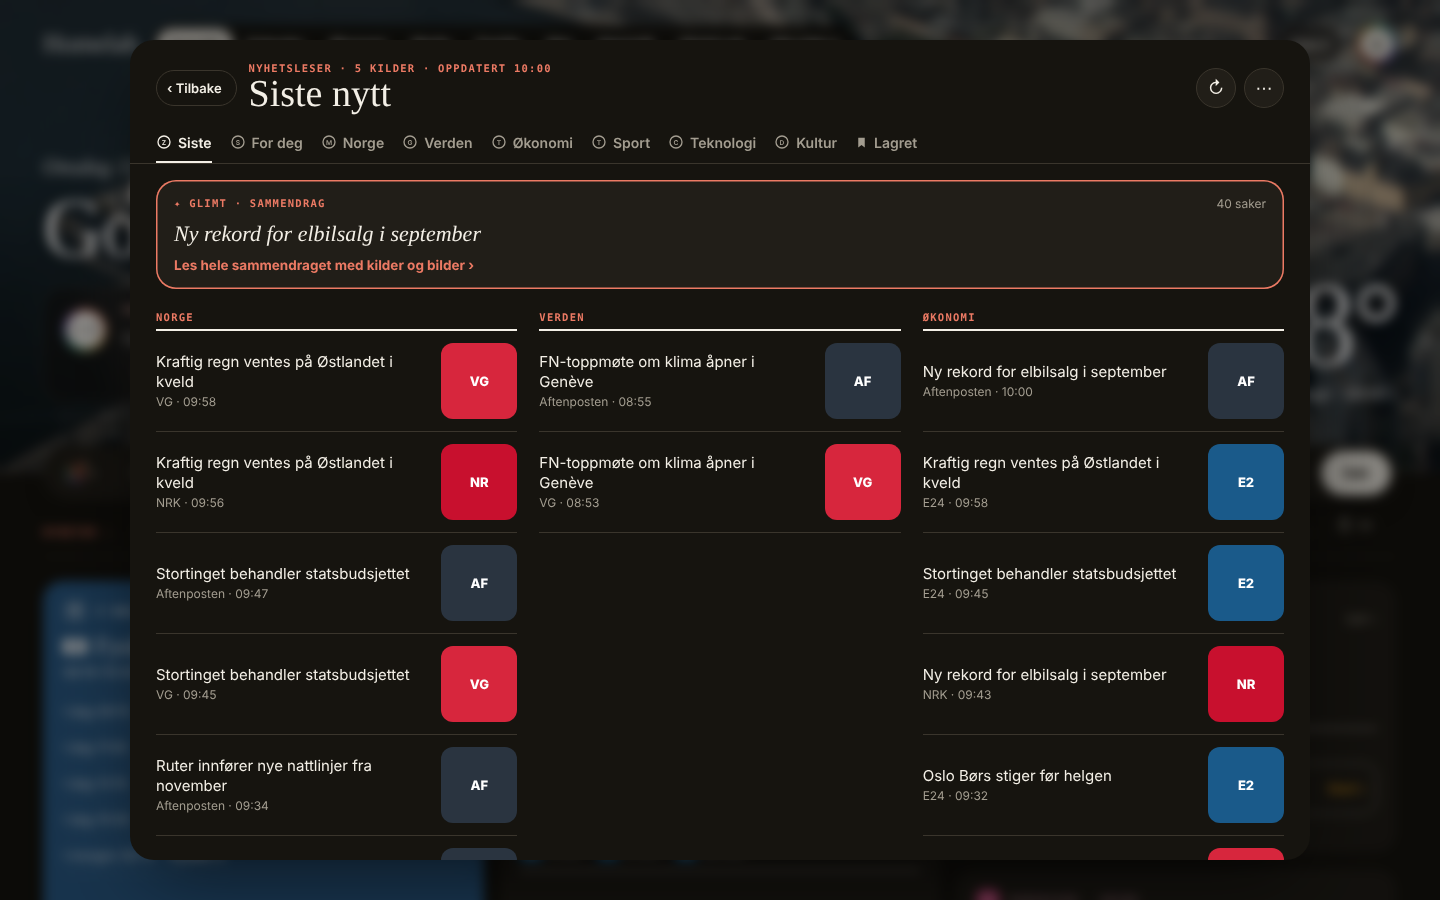 NYHETSLESER · 5 KILDER · OPPDATERT 10:00
‹ Tilbake
Siste nytt
Siste
For deg
Norge
Verden
Økonomi
Sport
Teknologi
Kultur
Lagret
✦ GLIMT · SAMMENDRAG
40 saker
Ny rekord for elbilsalg i september
Les hele sammendraget med kilder og bilder ›
NORGE
Kraftig regn ventes på Østlandet i
kveld
VG · 09:58
VG
Kraftig regn ventes på Østlandet i
kveld
NRK · 09:56
NR
Stortinget behandler statsbudsjettet
Aftenposten · 09:47
AF
Stortinget behandler statsbudsjettet
VG · 09:45
VG
Ruter innfører nye nattlinjer fra
november
Aftenposten · 09:34
AF
VERDEN
FN-toppmøte om klima åpner i
Genève
Aftenposten · 08:55
AF
FN-toppmøte om klima åpner i
Genève
VG · 08:53
VG
ØKONOMI
Ny rekord for elbilsalg i september
Aftenposten · 10:00
AF
Kraftig regn ventes på Østlandet i
kveld
E24 · 09:58
E2
Stortinget behandler statsbudsjettet
E24 · 09:45
E2
Ny rekord for elbilsalg i september
NRK · 09:43
NR
Oslo Børs stiger før helgen
E24 · 09:32
E2
8°